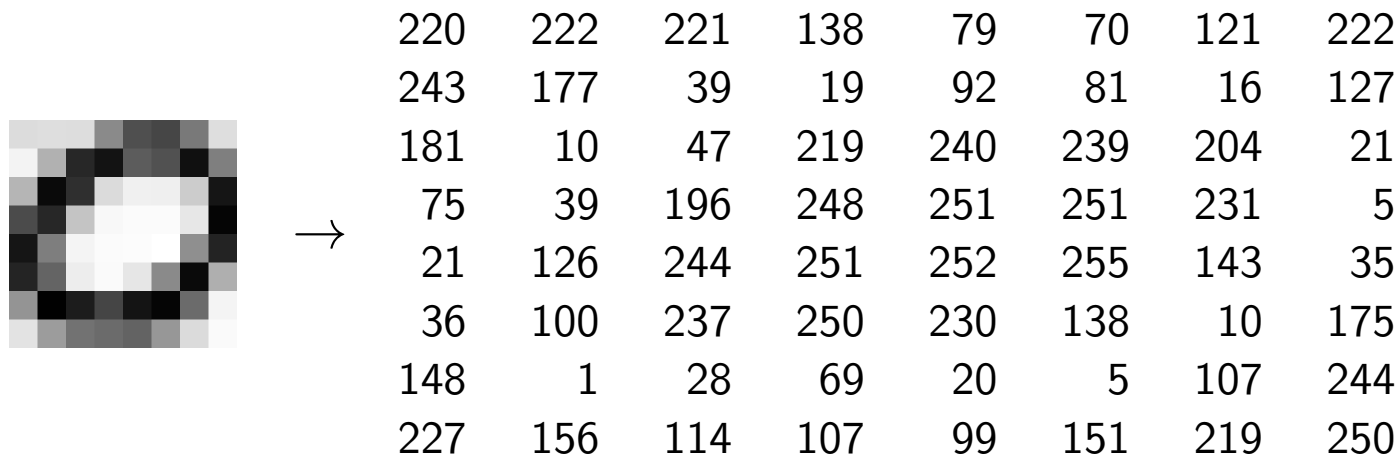 220 222 221 138 79 70 121 222
243 177 39 19 92 81 16 127
181 10 47 219 240 239 204 21
→ 75 39 196 248 251 251 231 5
21 126 244 251 252 255 143 35
36 100 237 250 230 138 10 175
148 1 28 69 20 5 107 244
227 156 114 107 99 151 219 250